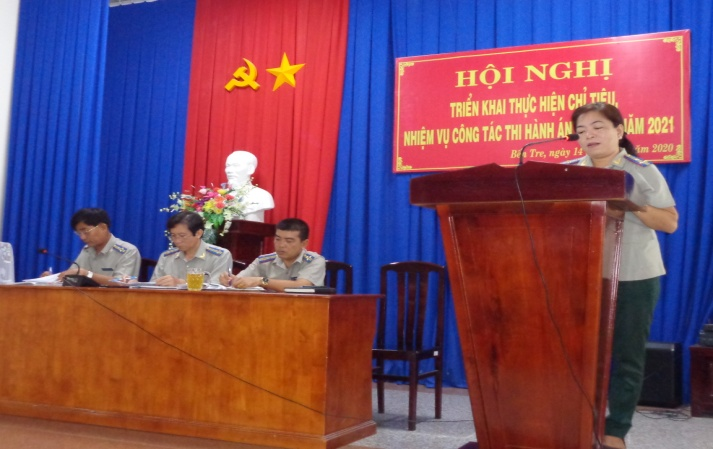 HỘI NGHỊ
TRIỂN KHAI THỰC HIỆN CHỈ TIÊU,
NHIỆM VỤ CÔNG TÁC THI HÀNH ÁN NĂM 2021
Bến Tre, ngày 14 năm 2020